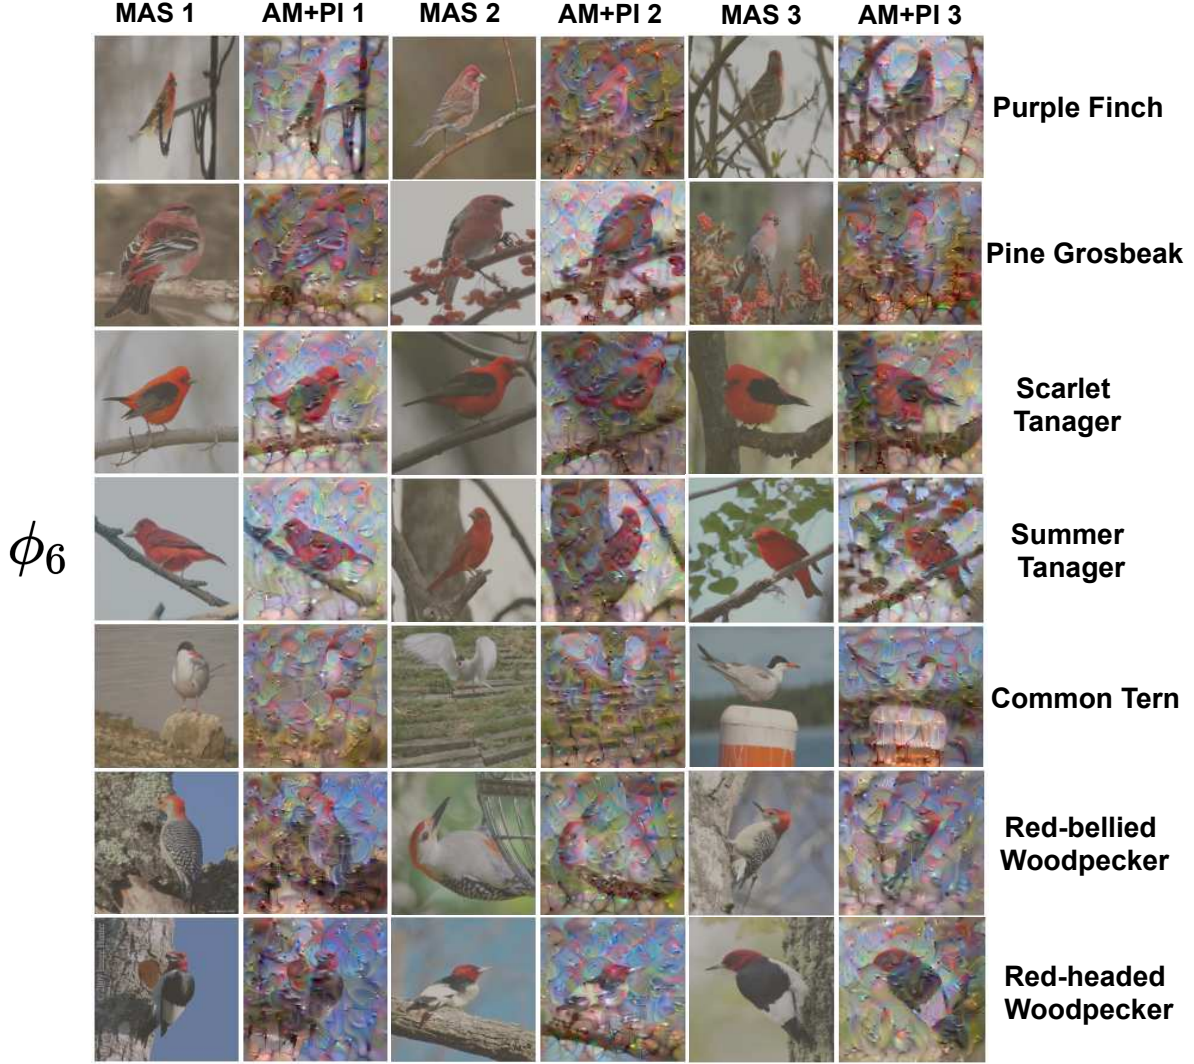 MAS 1 AM+PI 1 MAS 2 AM+PI 2 MAS 3 AM+PI 3
Purple Finch
Pine Grosbeak
Scarlet
Tanager
ϕ6
Summer
Tanager
Common Tern
Red-bellied
Woodpecker
Red-headed
Woodpecker